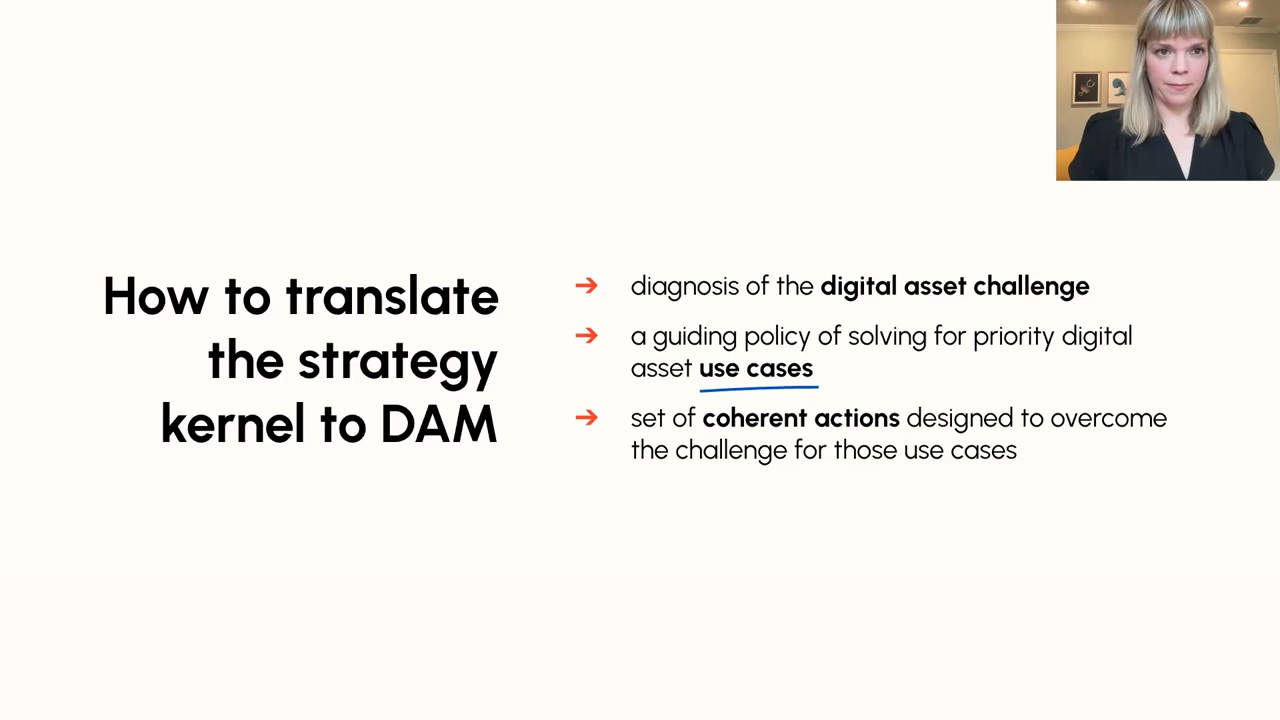 How to translate
the strategy
kernel to DAM
➔ diagnosis of the digital asset challenge
➔ a guiding policy of solving for priority digital
asset use cases
➔ set of coherent actions designed to overcome
the challenge for those use cases